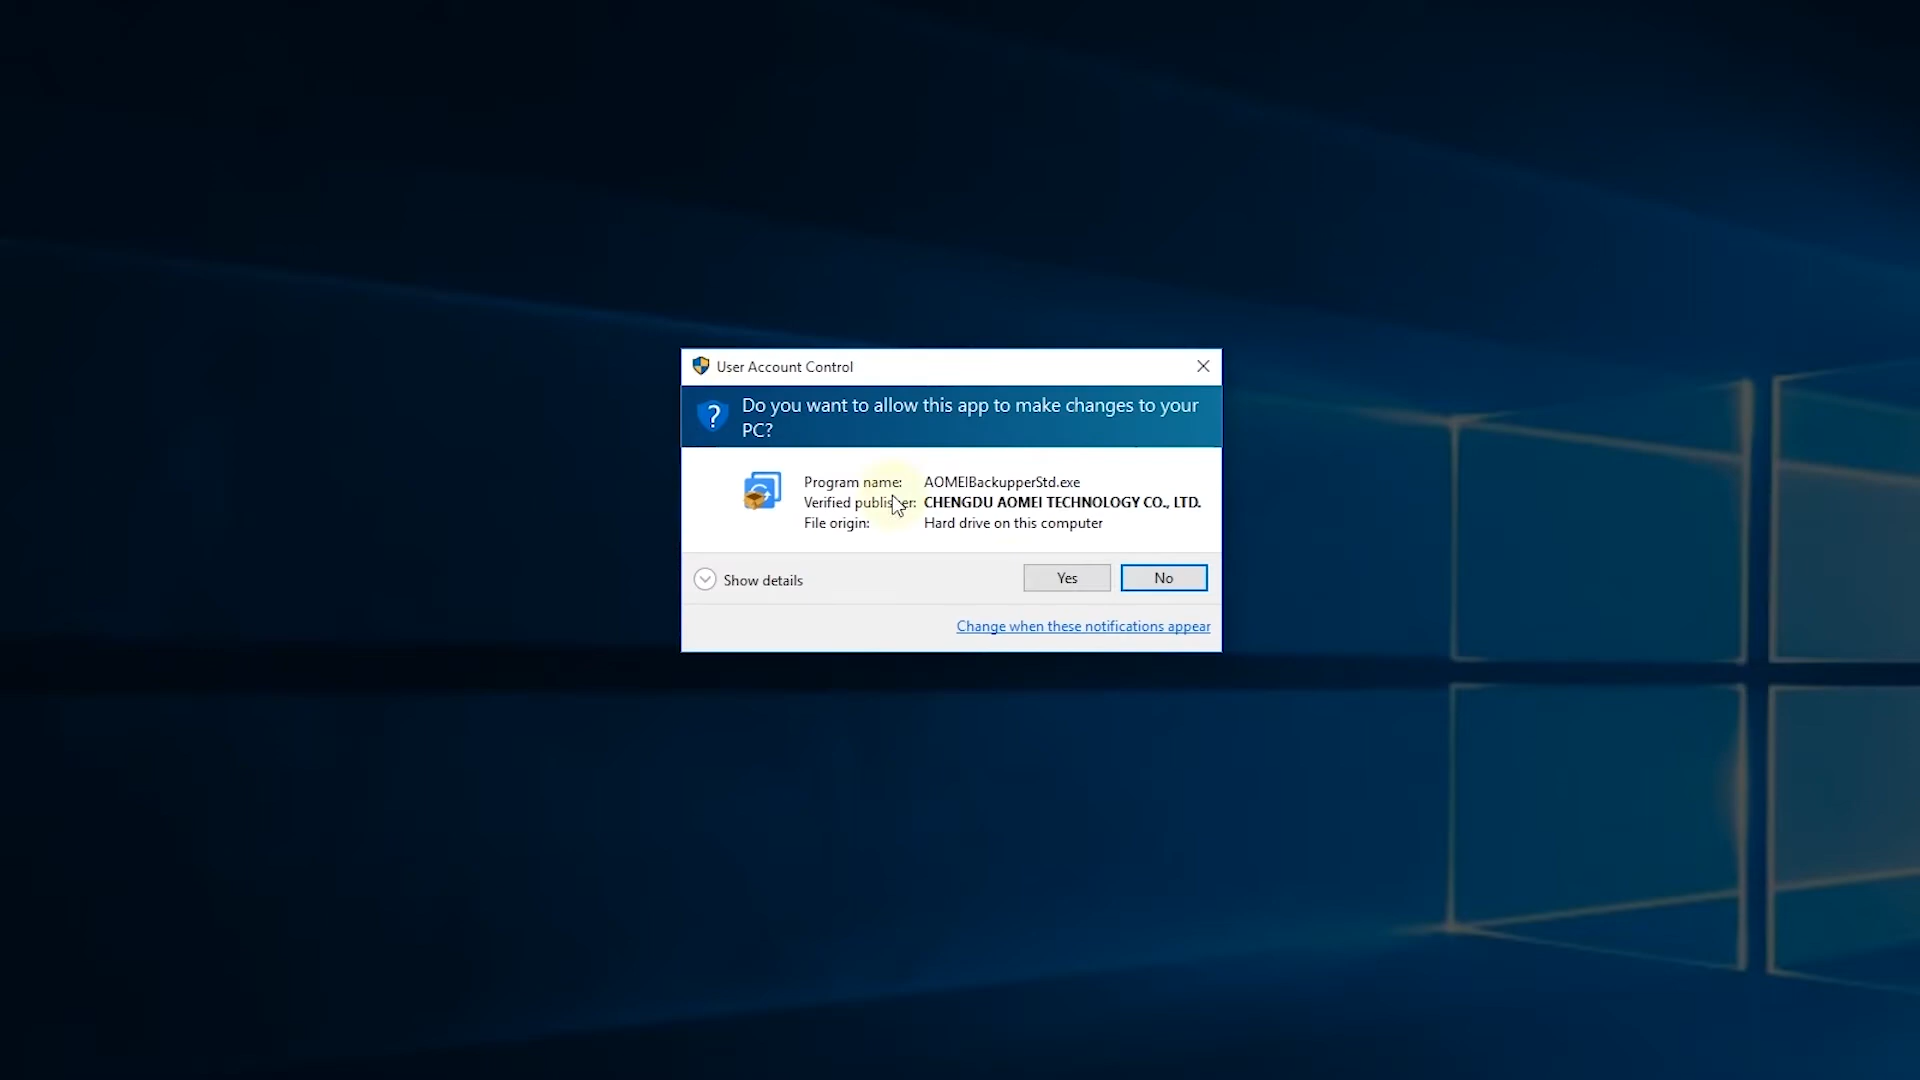 User Account Control
Do you want to allow this app to make changes to your
PC?
Program name: AOMEIBackupperStd.exe
Verified publisher: CHENGDU AOMEI TECHNOLOGY CO., LTD.
File origin: Hard drive on this computer
Show details
Yes
No
Change when these notifications appear